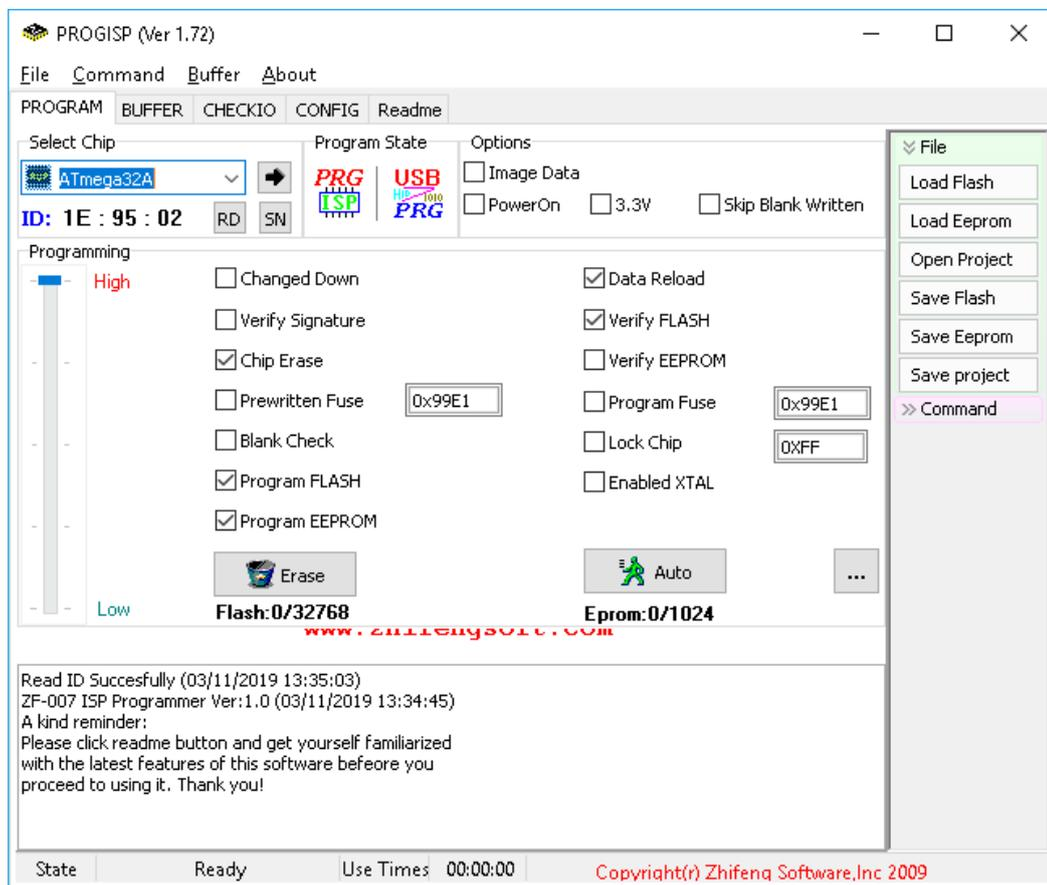 PROGISP (Ver 1.72)
File Command Buffer About
PROGRAM BUFFER CHECKIO CONFIG Readme
Select Chip
ATmega32A
ID: 1E : 95 : 02 RD SN
Program State
PRG
ISP
USB
HID 1010
PRG
Options
Image Data
PowerOn 3.3V Skip Blank Written
Programming
High
Low
Changed Down
Verify Signature
Chip Erase
Prewritten Fuse 0x99E1
Blank Check
Program FLASH
Program EEPROM
Data Reload
Verify FLASH
Verify EEPROM
Program Fuse 0x99E1
Lock Chip 0XFF
Enabled XTAL
Erase Auto ...
Flash:0/32768 Eprom:0/1024
www.zhifengsoft.com
Read ID Succesfully (03/11/2019 13:35:03)
ZF-007 ISP Programmer Ver:1.0 (03/11/2019 13:34:45)
A kind reminder:
Please click readme button and get yourself familiarized
with the latest features of this software befeore you
proceed to using it. Thank you!
File
Load Flash
Load Eeprom
Open Project
Save Flash
Save Eeprom
Save project
Command
State Ready Use Times 00:00:00 Copyright(r) Zhifeng Software,Inc 2009